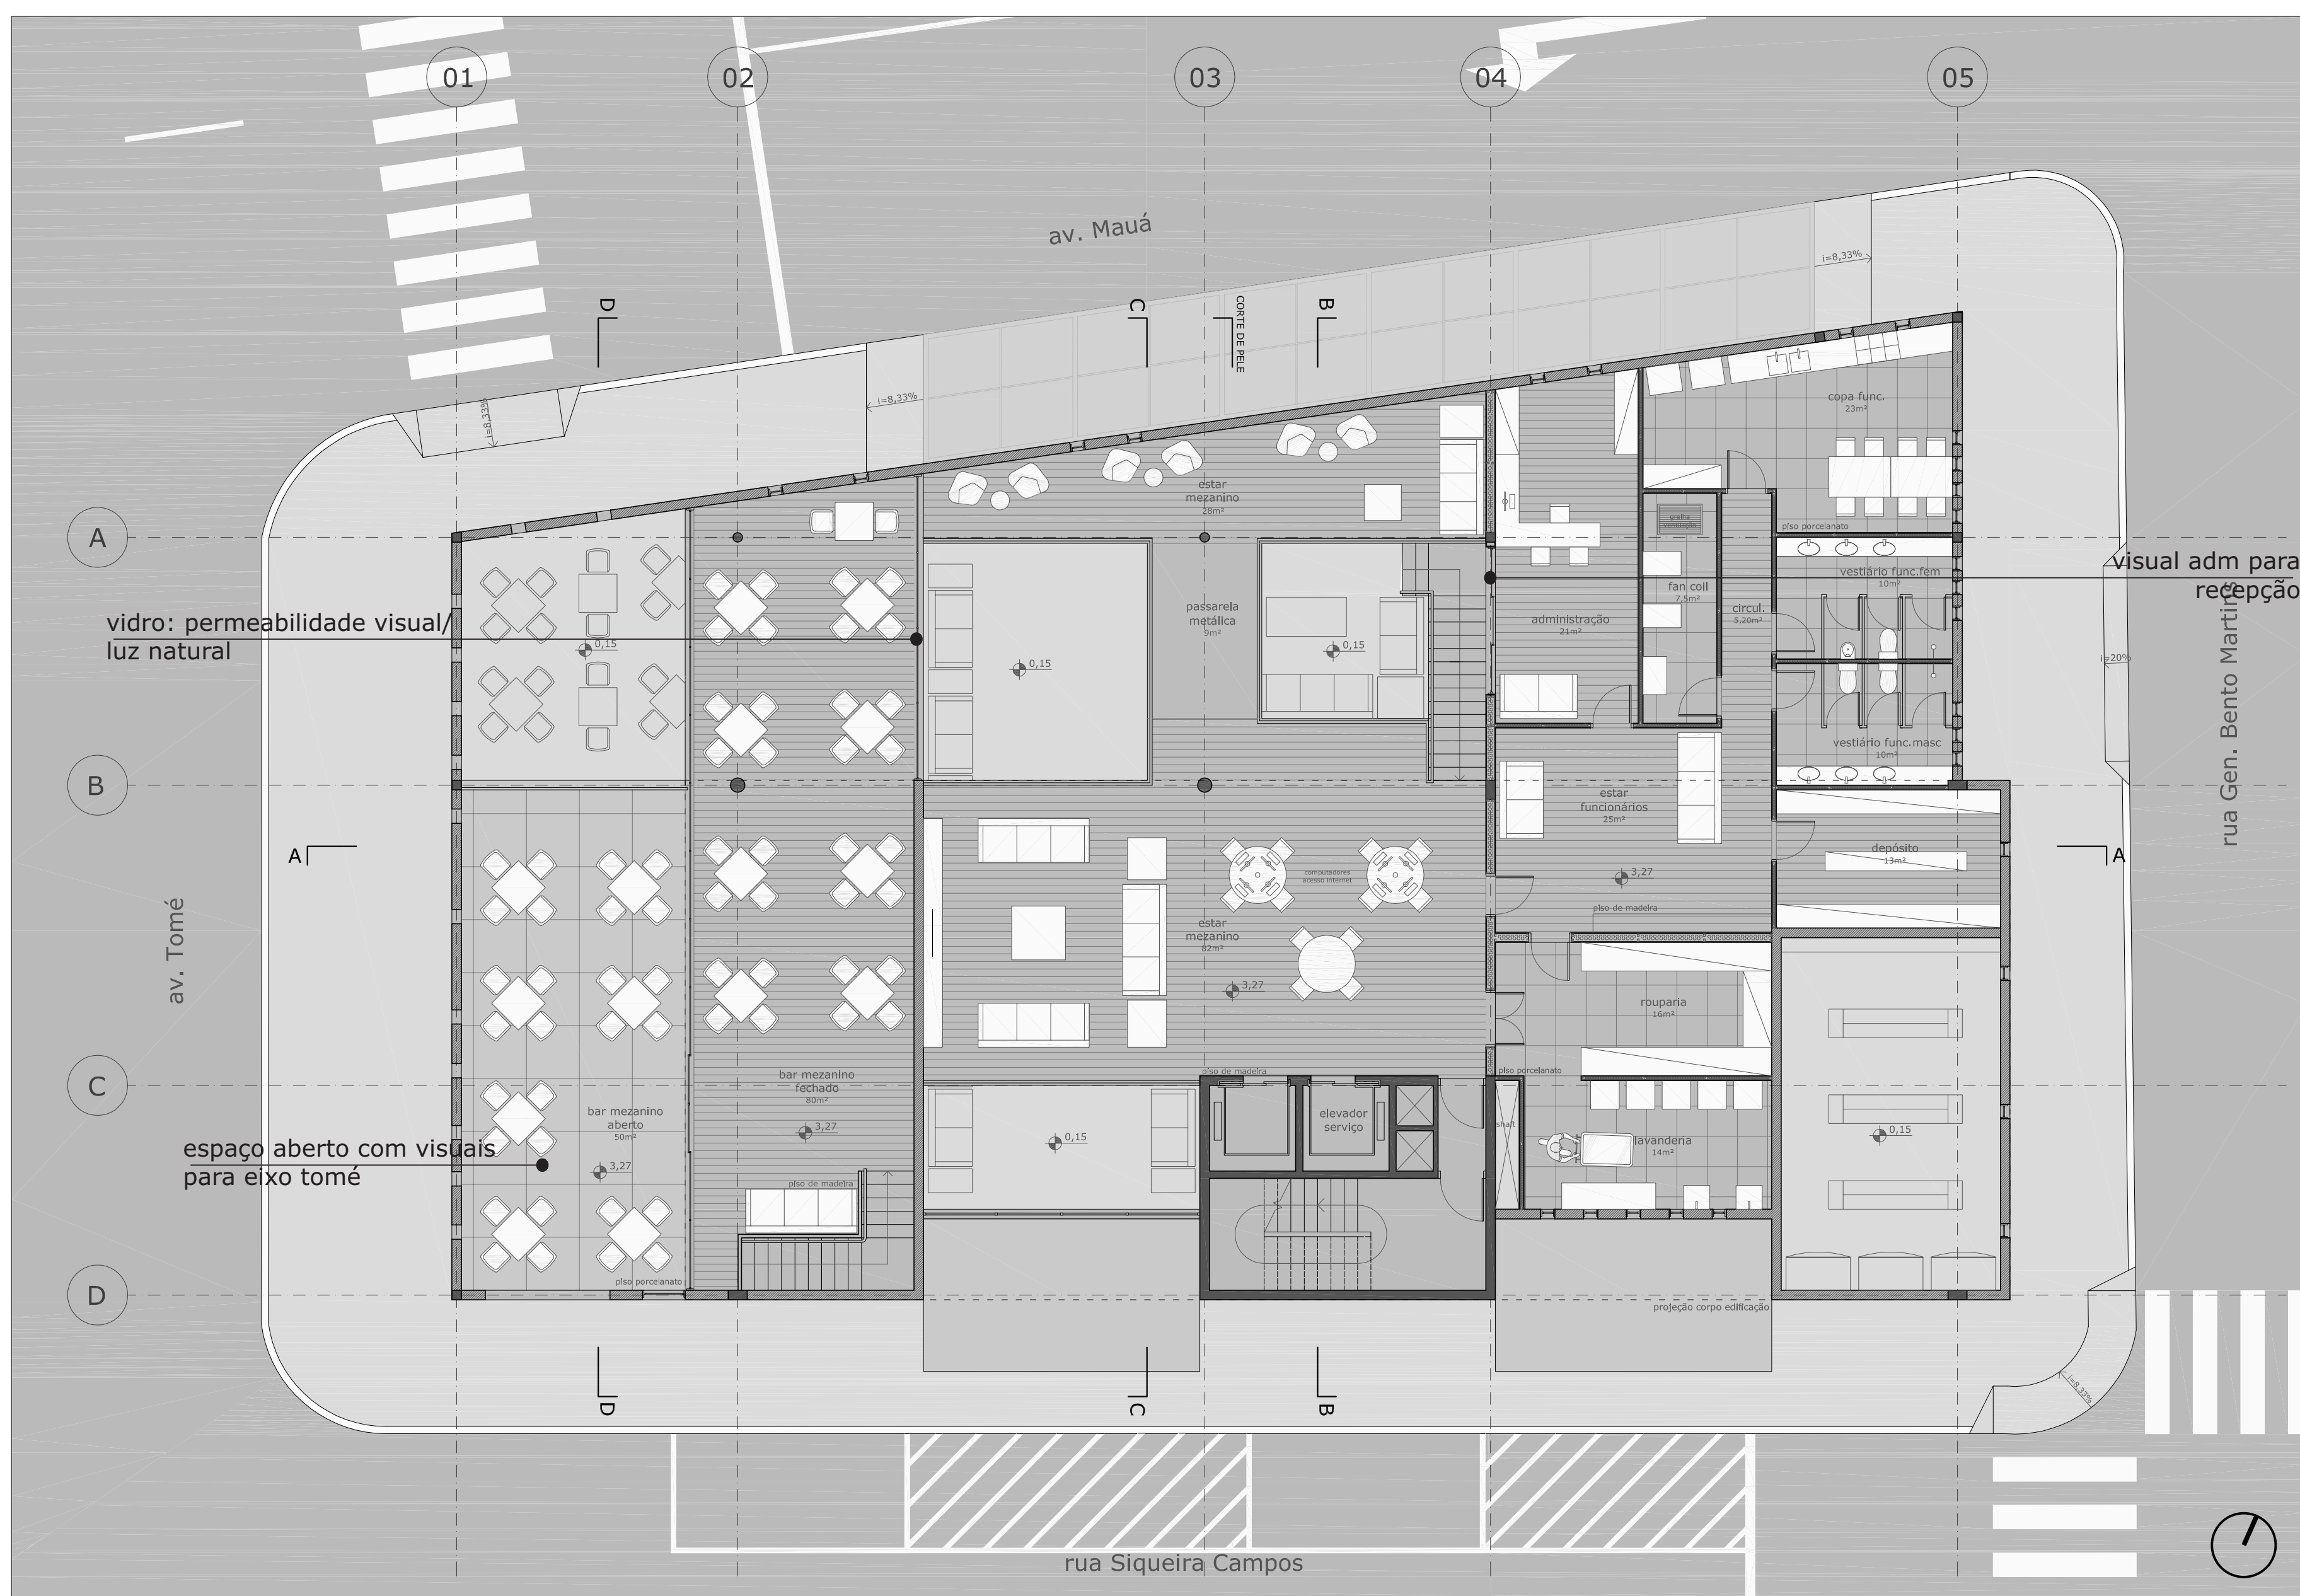 01
02
03
04
05
av. Mauá
i=8,33%
D
C
CORTE DE PELE
B
i=8,33%
i=8,33%
copa func.
23m²
estar
mezanino
28m²
grelha
ventilação
piso porcelanato
A
visual adm para
recepção
vestiário func.fem
10m²
fan coil
7,5m²
circul.
5,20m²
passarela
metálica
9m²
administração
21m²
vidro: permeabilidade visual/
luz natural
0,15
0,15
0,15
i=20%
rua Gen. Bento Martins
vestiário func.masc
10m²
B
estar
funcionários
25m²
A
A
depósito
13m²
computadores
acesso internet
3,27
piso de madeira
av. Tomé
estar
mezanino
82m²
3,27
rouparia
16m²
C
piso de madeira
piso porcelanato
bar mezanino
fechado
80m²
3,27
bar mezanino
aberto
50m²
elevador
serviço
shaft
lavanderia
14m²
0,15
0,15
espaço aberto com visuais
para eixo tomé
3,27
piso de madeira
piso porcelanato
D
projeção corpo edificação
i=8,33%
D
C
B
rua Siqueira Campos